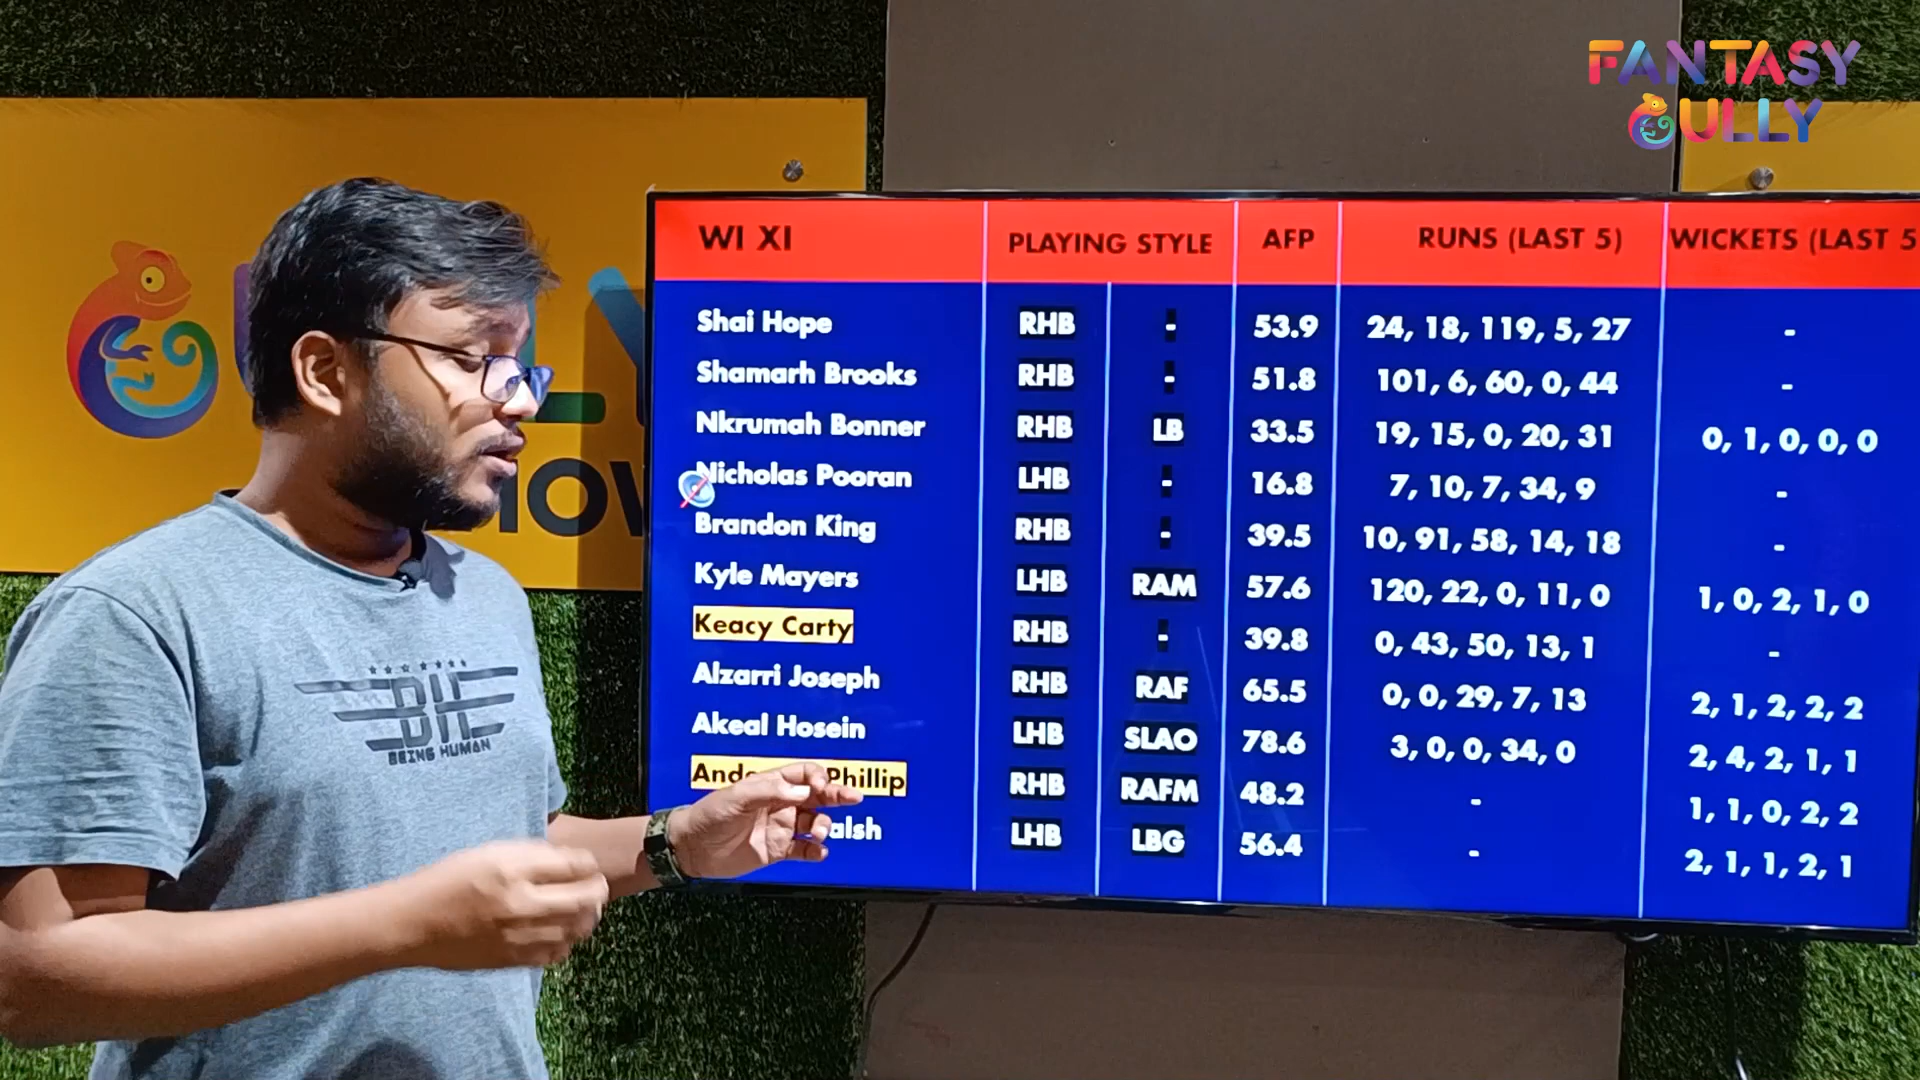 FANTASY
GULLY
WI XI PLAYING STYLE AFP RUNS (LAST 5) WICKETS (LAST 5
Shai Hope RHB - 53.9 24, 18, 119, 5, 27 -
Shamarh Brooks RHB - 51.8 101, 6, 60, 0, 44 -
Nkrumah Bonner RHB LB 33.5 19, 15, 0, 20, 31 0, 1, 0, 0, 0
Nicholas Pooran LHB - 16.8 7, 10, 7, 34, 9 -
Brandon King RHB - 39.5 10, 91, 58, 14, 18 -
Kyle Mayers LHB RAM 57.6 120, 22, 0, 11, 0 1, 0, 2, 1, 0
Keacy Carty RHB - 39.8 0, 43, 50, 13, 1 -
Alzarri Joseph RHB RAF 65.5 0, 0, 29, 7, 13 2, 1, 2, 2, 2
Akeal Hosein LHB SLAO 78.6 3, 0, 0, 34, 0 2, 4, 2, 1, 1
Phillip RHB RAFM 48.2 - 1, 1, 0, 2, 2
LHB LBG 56.4 - 2, 1, 1, 2, 1
BH
BEING HUMAN